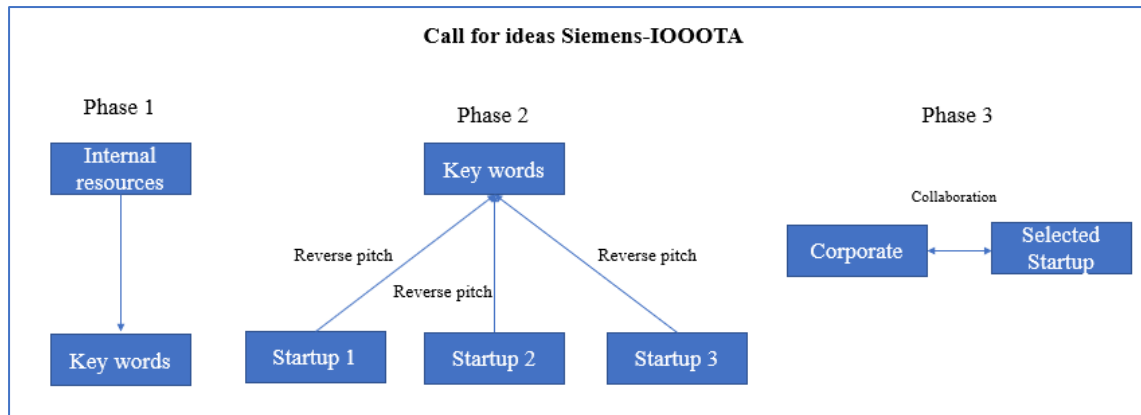 Call for ideas Siemens-IOOOTA
Phase 1
Internal
resources
Key words
Phase 2
Key words
Reverse pitch
Reverse pitch
Reverse pitch
Startup 1
Startup 2
Startup 3
Phase 3
Collaboration
Corporate
Selected
Startup